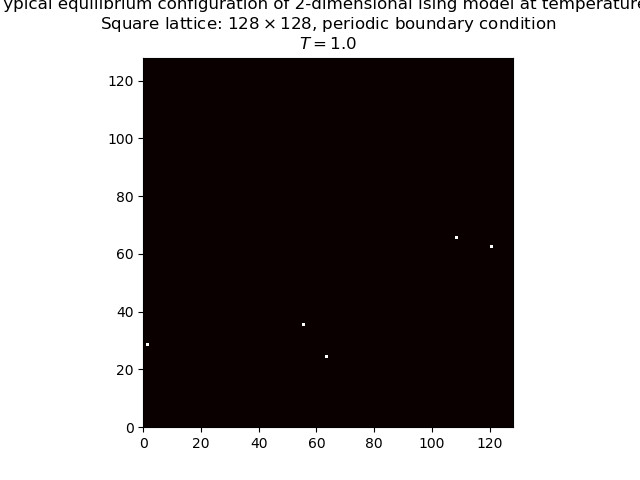 ypical equilibrium configuration of 2-dimensional Ising model at temperature
Square lattice: 128 × 128, periodic boundary condition
T = 1.0
120
100
80
60
40
20
0
0 20 40 60 80 100 120